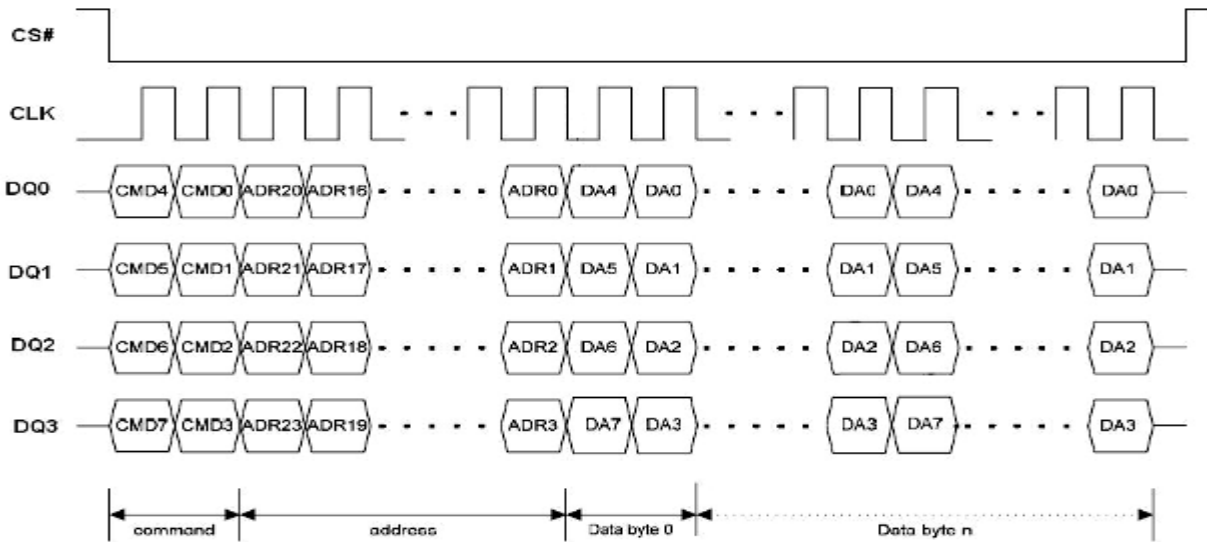 CS#
CLK
DQ0 CMD4 CMD0 ADR20 ADR16 ADR0 DA4 DA0 DA0 DA4 DA0
DQ1 CMD5 CMD1 ADR21 ADR17 ADR1 DA5 DA1 DA1 DA5 DA1
DQ2 CMD6 CMD2 ADR22 ADR18 ADR2 DA6 DA2 DA2 DA6 DA2
DQ3 CMD7 CMD3 ADR23 ADR19 ADR3 DA7 DA3 DA3 DA7 DA3
command address Data byte 0 Data byte n